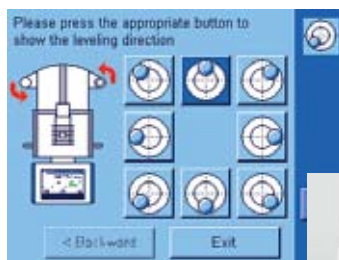 Please press the appropriate button to
show the leveling direction
< Backward
Exit